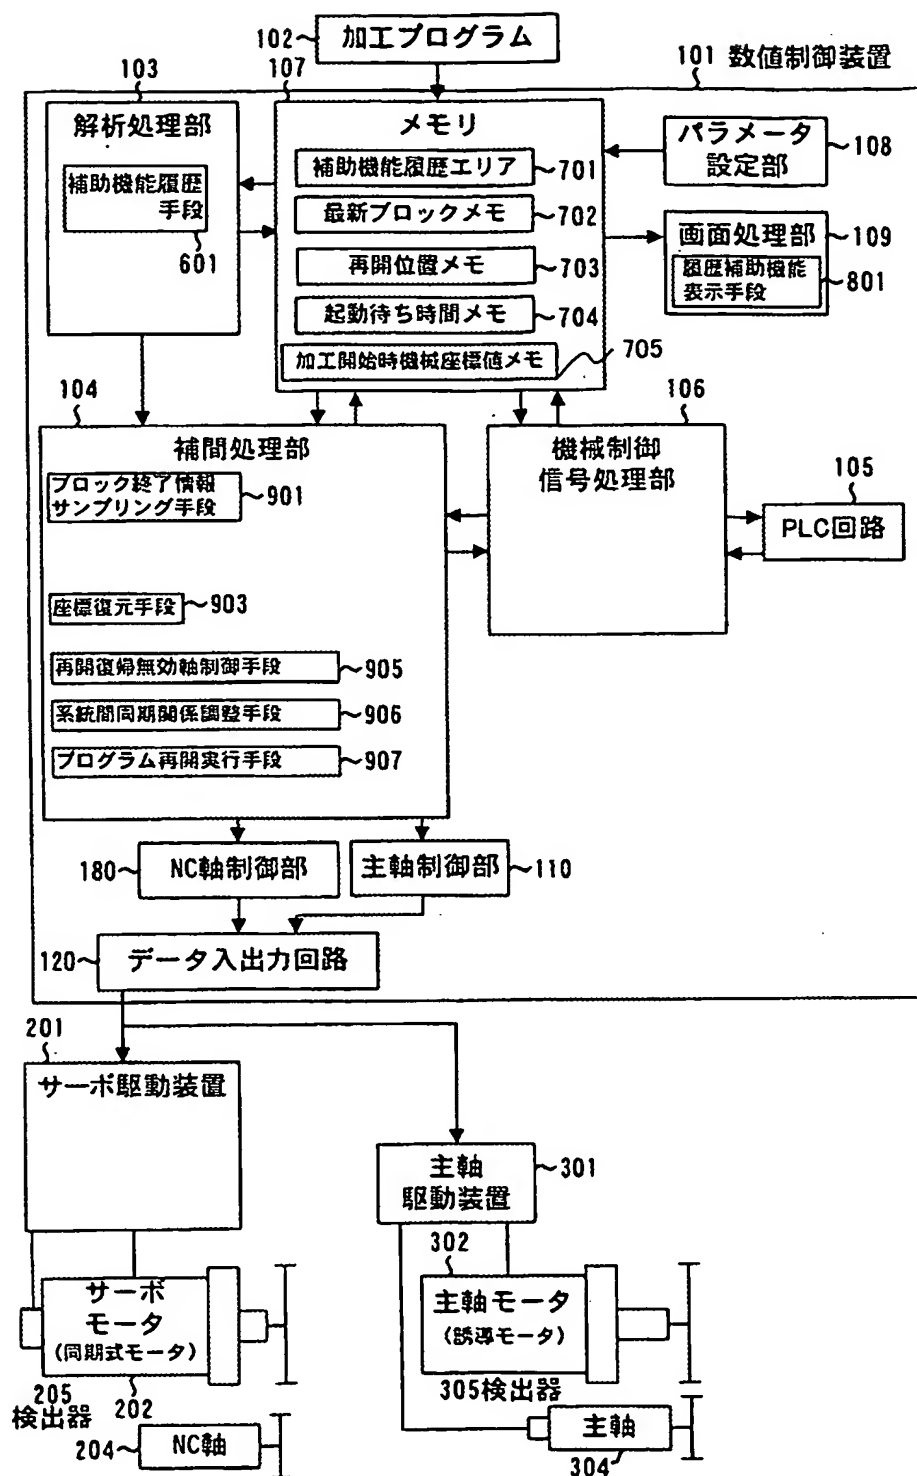 102 加工プログラム
101 数値制御装置
103
107
解析処理部
補助機能履歴
手段
601
メモリ
補助機能履歴エリア 701
最新ブロックメモ 702
再開位置メモ 703
起動待ち時間メモ 704
加工開始時機械座標値メモ 705
パラメータ
設定部
108
画面処理部 109
履歴補助機能
表示手段
801
104
補間処理部
ブロック終了情報
サンプリング手段
901
座標復元手段 903
再開復帰無効軸制御手段 905
系統間同期関係調整手段 906
プログラム再開実行手段 907
106
機械制御
信号処理部
105
PLC回路
180 NC軸制御部
主軸制御部 110
120 データ入出力回路
201
サーボ駆動装置
主軸
駆動装置
301
サーボ
モータ
(同期式モータ)
205
検出器
202
204 NC軸
302
主軸モータ
(誘導モータ)
305検出器
主軸
304